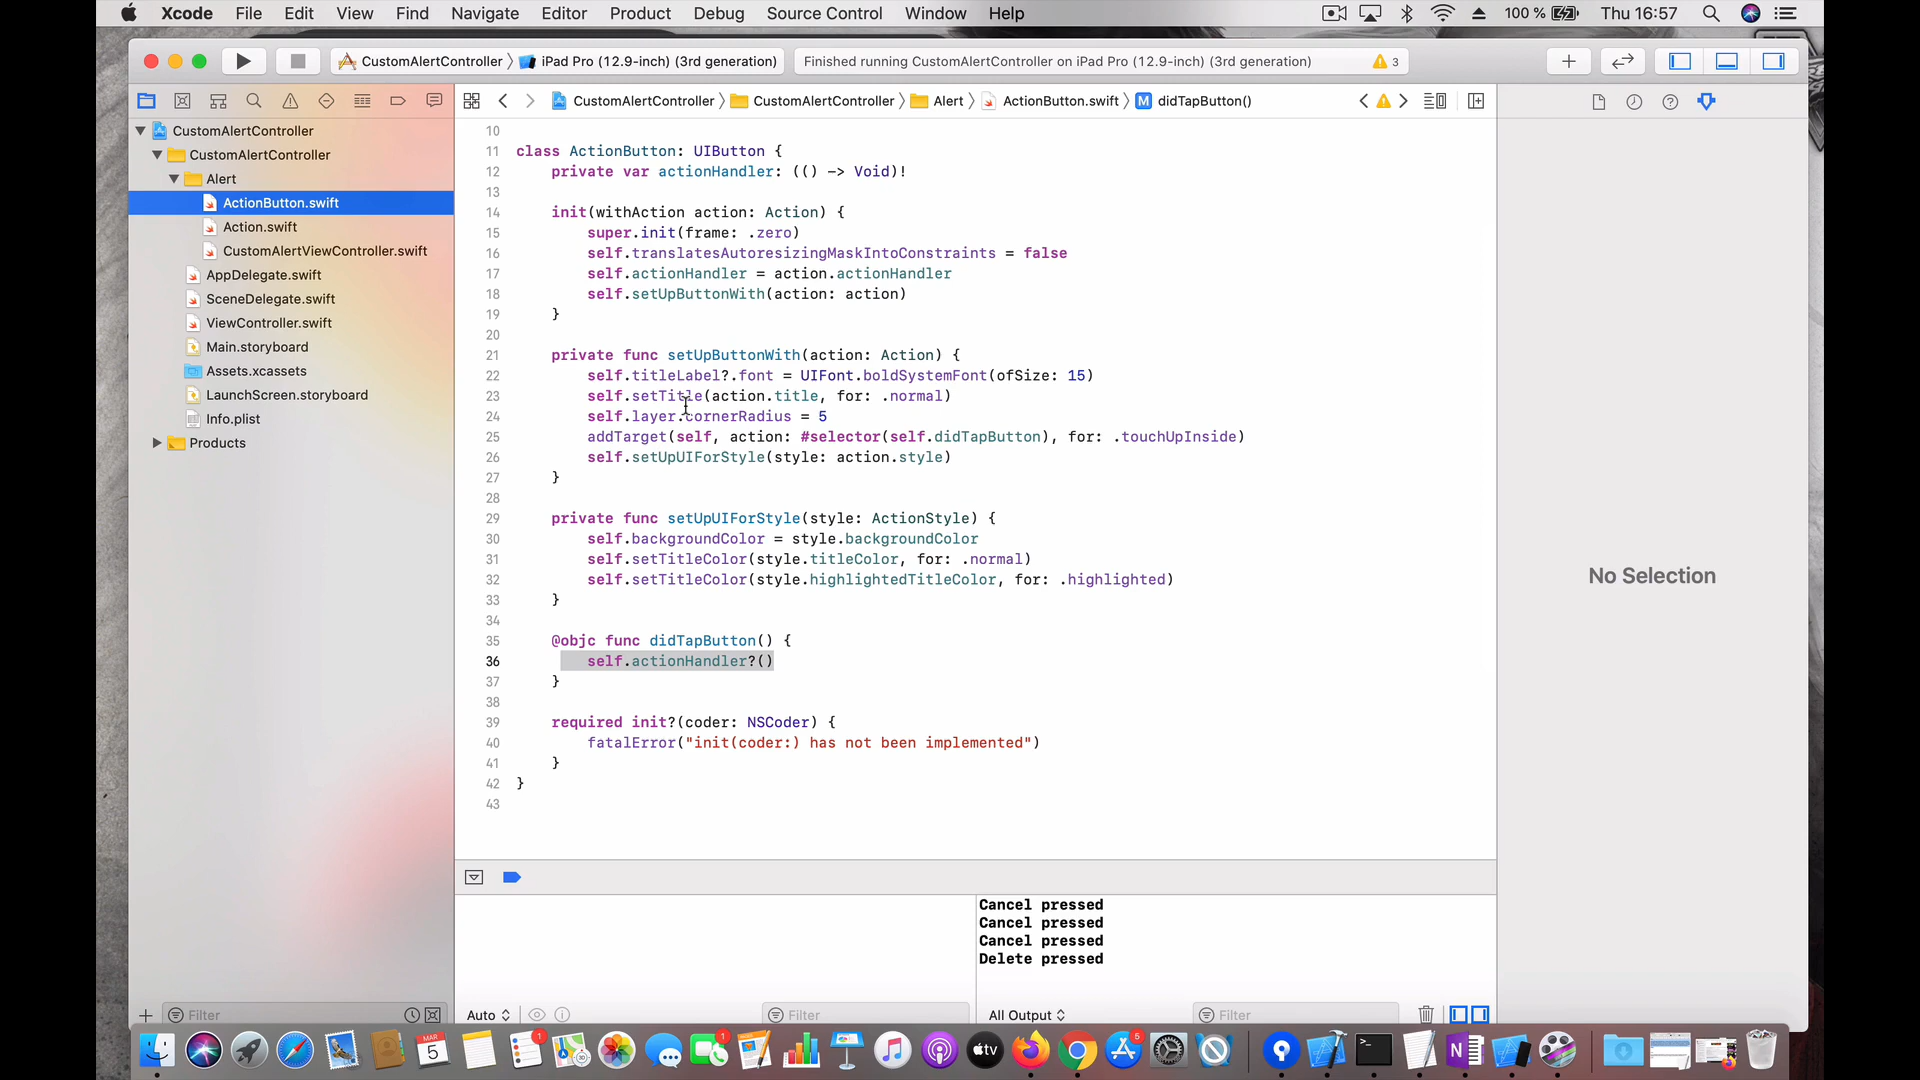 Xcode File Edit View Find Navigate Editor Product Debug Source Control Window Help 100 % Thu 16:57
CustomAlertController iPad Pro (12.9-inch) (3rd generation) Finished running CustomAlertController on iPad Pro (12.9-inch) (3rd generation) 3
CustomAlertController CustomAlertController Alert ActionButton.swift M didTapButton()
CustomAlertController
CustomAlertController
Alert
ActionButton.swift
Action.swift
CustomAlertViewController.swift
AppDelegate.swift
SceneDelegate.swift
ViewController.swift
Main.storyboard
Assets.xcassets
LaunchScreen.storyboard
Info.plist
Products
Filter
10
11 class ActionButton: UIButton {
12 private var actionHandler: (() -> Void)!
13
14 init(withAction action: Action) {
15 super.init(frame: .zero)
16 self.translatesAutoresizingMaskIntoConstraints = false
17 self.actionHandler = action.actionHandler
18 self.setUpButtonWith(action: action)
19 }
20
21 private func setUpButtonWith(action: Action) {
22 self.titleLabel?.font = UIFont.boldSystemFont(ofSize: 15)
23 self.setTitle(action.title, for: .normal)
24 self.layer.cornerRadius = 5
25 addTarget(self, action: #selector(self.didTapButton), for: .touchUpInside)
26 self.setUpUIForStyle(style: action.style)
27 }
28
29 private func setUpUIForStyle(style: ActionStyle) {
30 self.backgroundColor = style.backgroundColor
31 self.setTitleColor(style.titleColor, for: .normal)
32 self.setTitleColor(style.highlightedTitleColor, for: .highlighted)
33 }
34
35 @objc func didTapButton() {
36 self.actionHandler?()
37 }
38
39 required init?(coder: NSCoder) {
40 fatalError("init(coder:) has not been implemented")
41 }
42 }
43
No Selection
Cancel pressed
Cancel pressed
Cancel pressed
Delete pressed
Auto Filter All Output Filter
MAR
5
1
1
tv
5
N